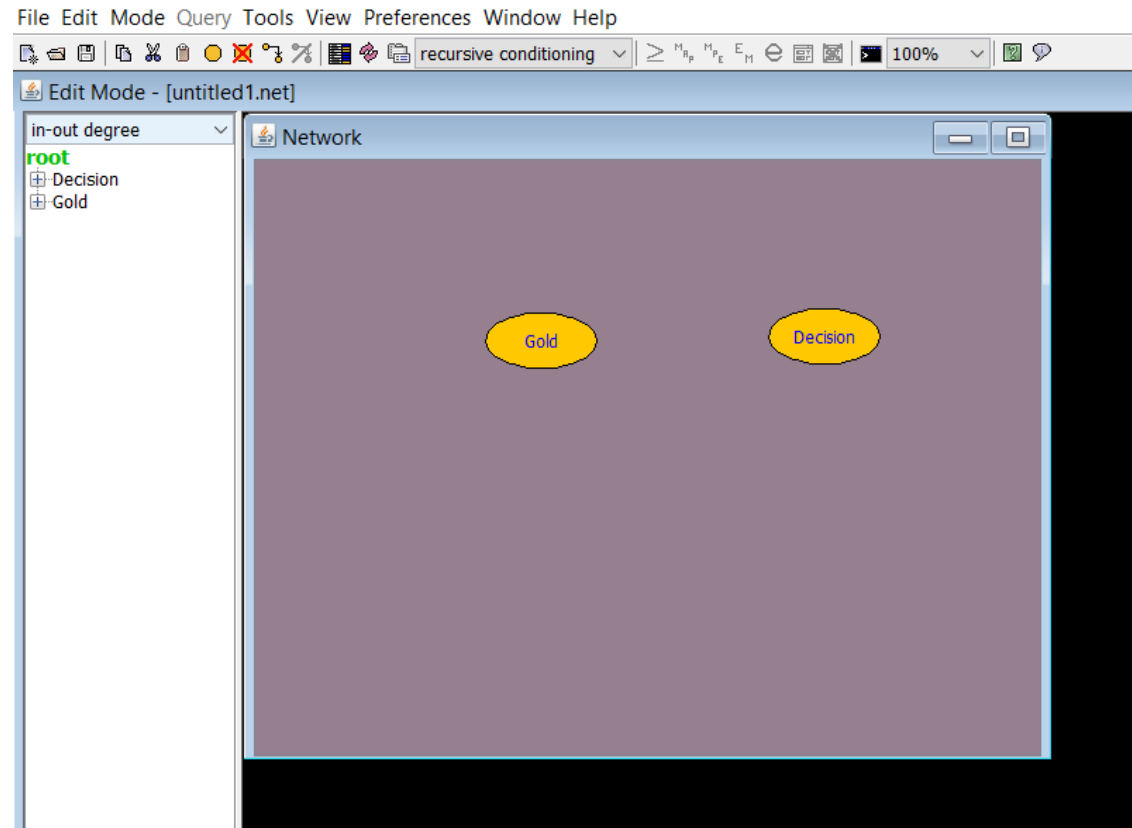 File Edit Mode Query Tools View Preferences Window Help
recursive conditioning 100%
Edit Mode - [untitled1.net]
in-out degree
root
Decision
Gold
Network
Gold
Decision